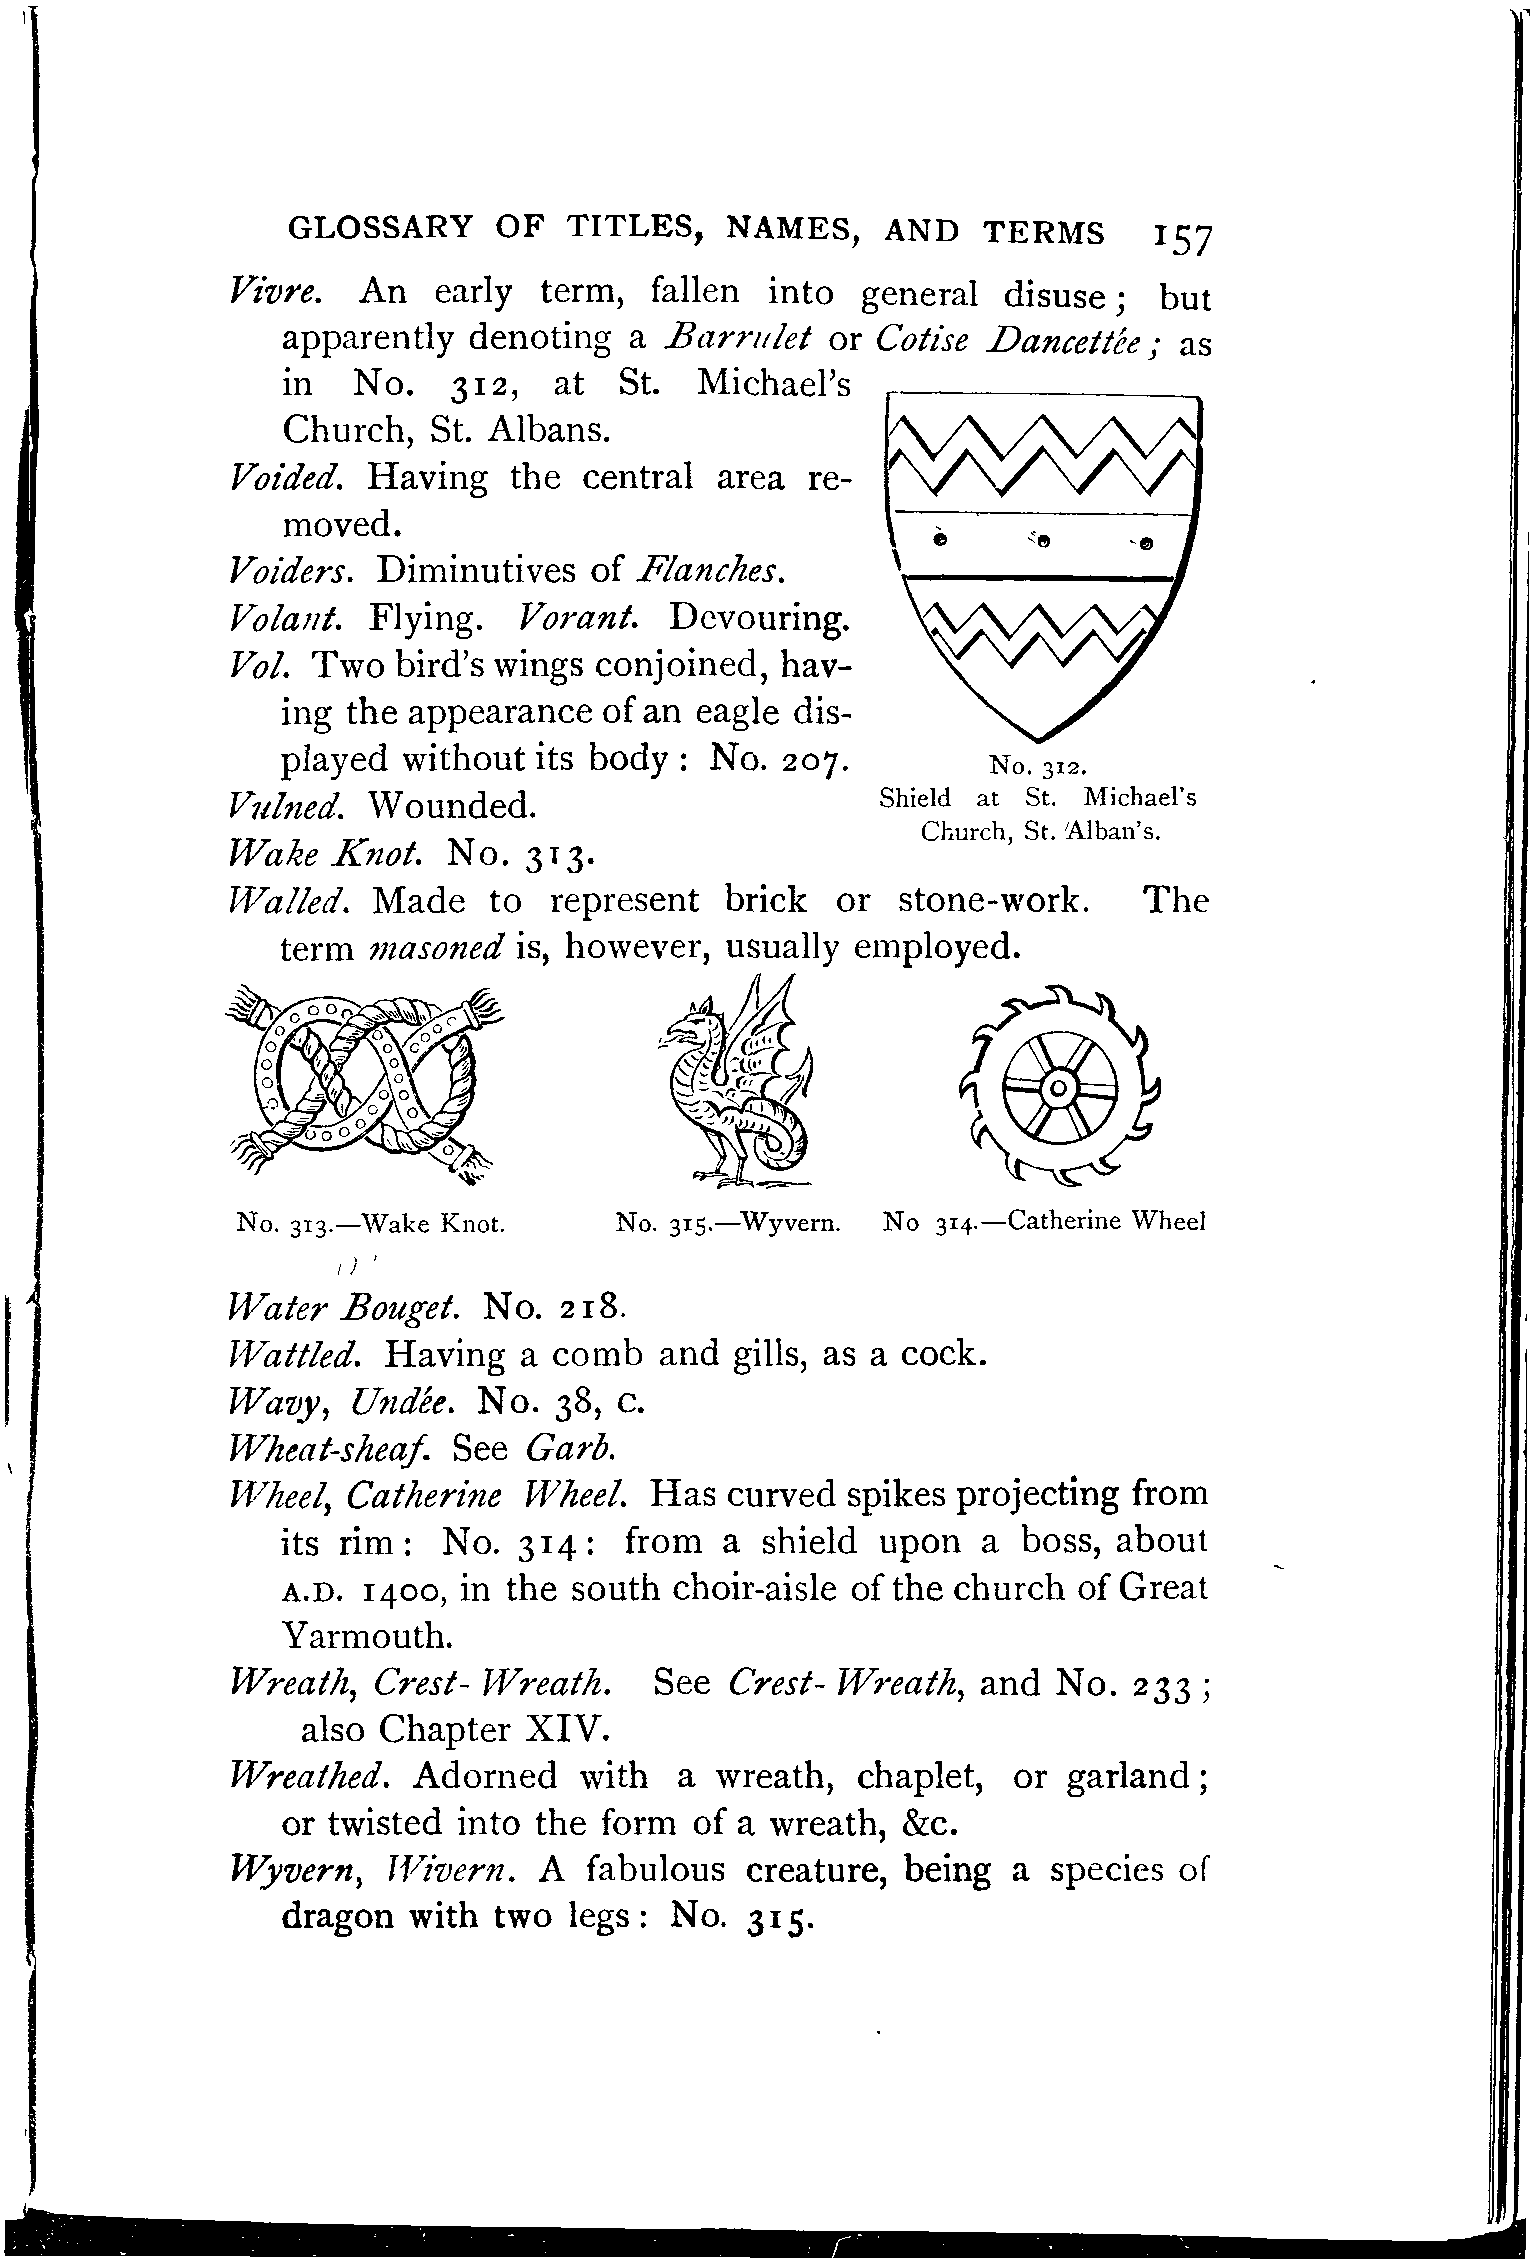 GLOSSARY OF TITLES, NAMES, AND TERMS 157
Vivre. An early term, fallen into general disuse; but
apparently denoting a Barrulet or Cotise Dancettée; as
in No. 312, at St. Michael's
Church, St. Albans.
Voided. Having the central area re-
moved.
Voiders. Diminutives of Flanches.
Volant. Flying. Vorant. Devouring.
Vol. Two bird's wings conjoined, hav-
ing the appearance of an eagle dis-
played without its body: No. 207.
Vulned. Wounded.
Wake Knot. No. 313.
No. 312.
Shield at St. Michael's
Church, St. Alban's.
Walled. Made to represent brick or stone-work. The
term masoned is, however, usually employed.
No. 313.—Wake Knot. No. 315.—Wyvern. No 314.—Catherine Wheel
Water Bouget. No. 218.
Wattled. Having a comb and gills, as a cock.
Wavy, Undée. No. 38, C.
Wheat-sheaf. See Garb.
Wheel, Catherine Wheel. Has curved spikes projecting from
its rim: No. 314: from a shield upon a boss, about
A.D. 1400, in the south choir-aisle of the church of Great
Yarmouth.
Wreath, Crest-Wreath. See Crest-Wreath, and No. 233;
also Chapter XIV.
Wreathed. Adorned with a wreath, chaplet, or garland;
or twisted into the form of a wreath, &c.
Wyvern, Wivern. A fabulous creature, being a species of
dragon with two legs: No. 315.